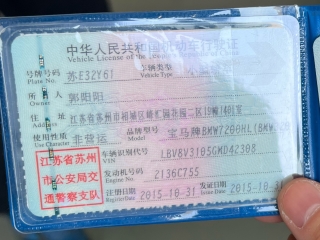 中华人民共和国机动车行驶证
Vehicle License of the
号牌号码 苏E32Y61 车辆类型
Plate No. Vehicle Type
所有人 郭阳阳
Owner
住址 江苏省苏州市相城区
Address
使用性质 非营运 品牌型号 宝马牌BMW7200HL(BMW
Use Character Model
江苏省苏州
市公安局交
通警察支队
车辆识别代号 LBV8V3105GMD42308
VIN
发动机号码 2136C755
Engine No.
注册日期 2015-10-31 发证日期 2015-10-31
Register Date Issue Date